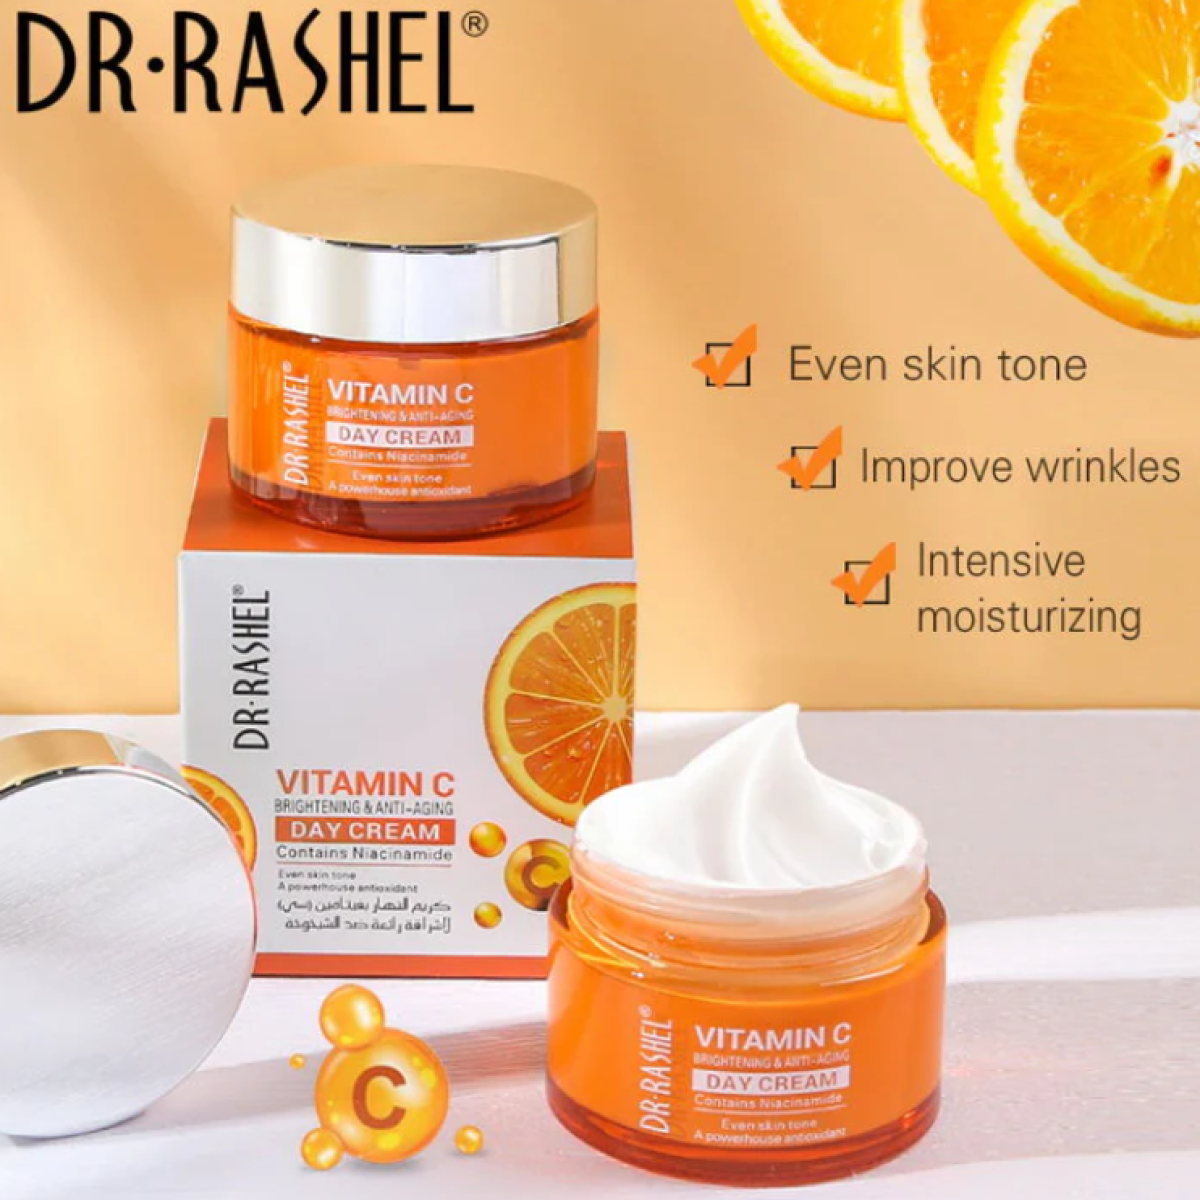 DR·RASHEL®
Even skin tone
Improve wrinkles
Intensive
moisturizing
DR·RASHEL®
VITAMIN C
BRIGHTENING & ANTI-AGING
DAY CREAM
Contains Niacinamide
Even skin tone
A powerhouse antioxidant
DR·RASHEL®
VITAMIN C
BRIGHTENING & ANTI-AGING
DAY CREAM
Contains Niacinamide
Even skin tone
A powerhouse antioxidant
كريم النهار بفيتامين (سي)
لإشراقة رائعة ضد الشيخوخة
C
C
DR·RASHEL®
VITAMIN C
BRIGHTENING & ANTI-AGING
DAY CREAM
Contains Niacinamide
Even skin tone
A powerhouse antioxidant